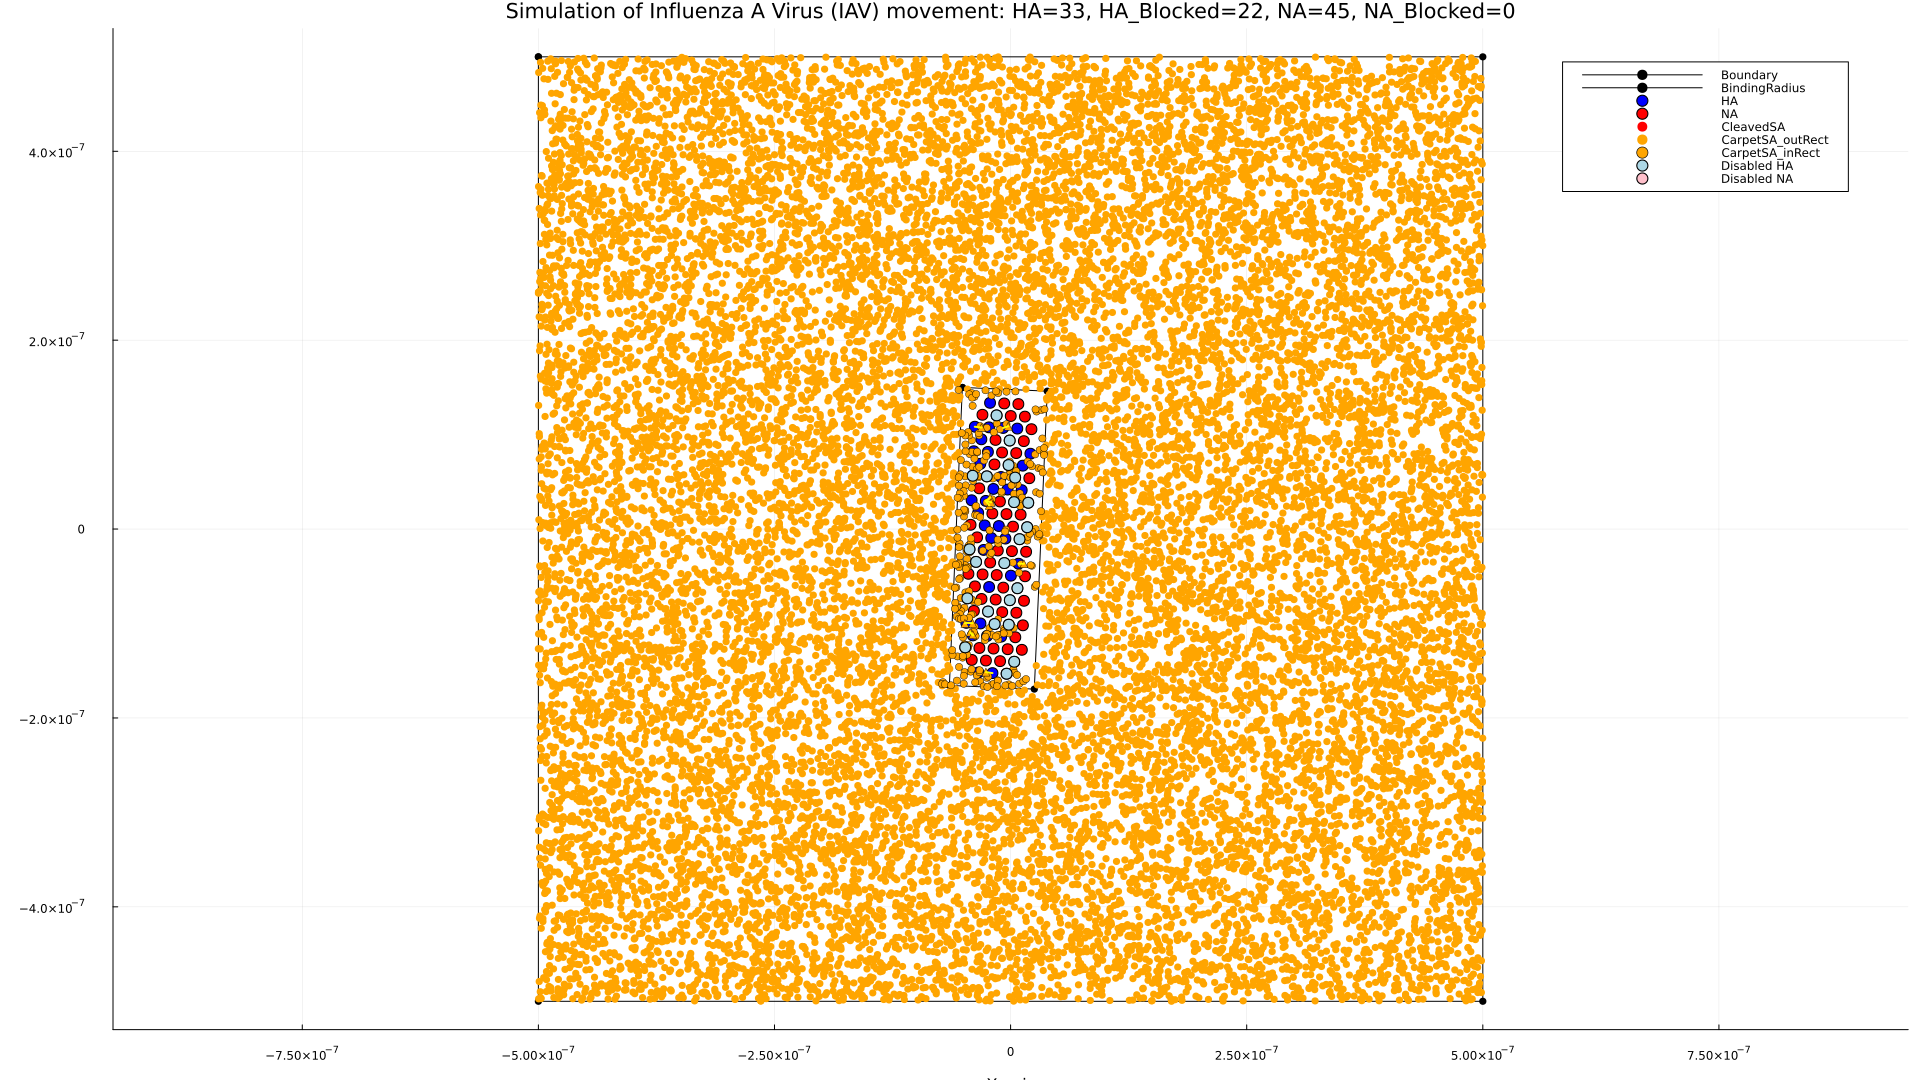 Simulation of Influenza A Virus (IAV) movement: HA=33, HA_Blocked=22, NA=45, NA_Blocked=0
Boundary
BindingRadius
HA
NA
CleavedSA
CarpetSA_outRect
CarpetSA_inRect
Disabled HA
Disabled NA
4.0×10⁻⁷
2.0×10⁻⁷
0
−2.0×10⁻⁷
−4.0×10⁻⁷
−7.50×10⁻⁷
−5.00×10⁻⁷
−2.50×10⁻⁷
0
2.50×10⁻⁷
5.00×10⁻⁷
7.50×10⁻⁷